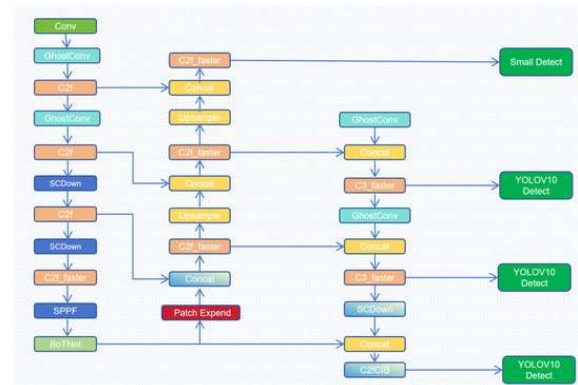 Conv
GhostConv
C2f
GhostConv
C2f
SCDown
C2f
SCDown
C2f_faster
SPPF
BoTNet
C2f_faster
Concat
Upsample
C2f_faster
Concat
Upsample
C2f_faster
Concat
Patch Expend
GhostConv
Concat
C3_faster
GhostConv
Concat
C3_faster
SCDown
Concat
C2fCIB
Small Detect
YOLOV10
Detect
YOLOV10
Detect
YOLOV10
Detect